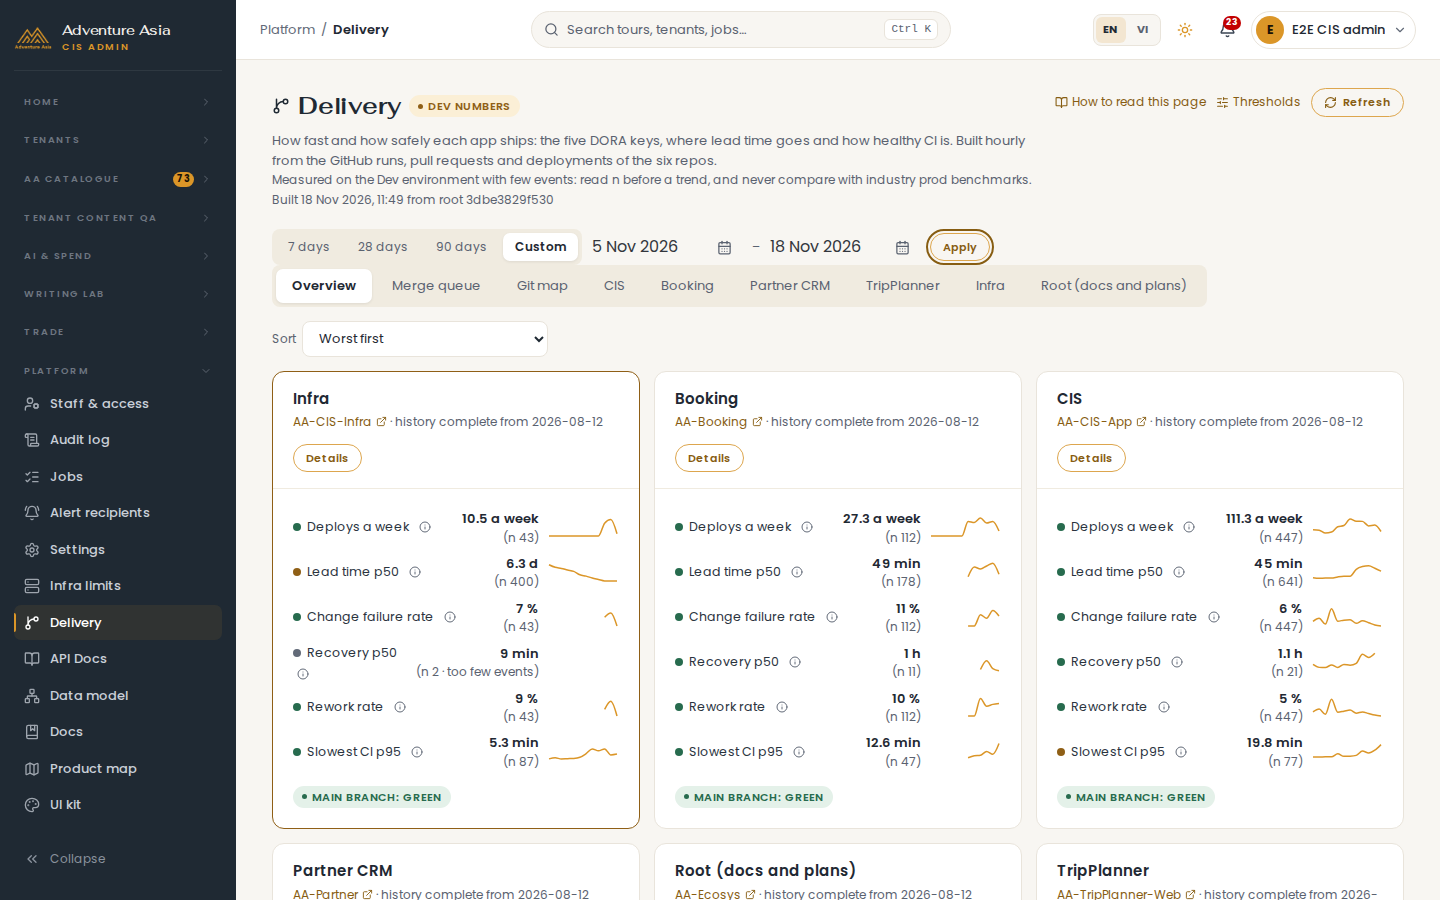 Adventure Asia
CIS ADMIN
Adventure Asia
HOME
TENANTS
AA CATALOGUE 73
TENANT CONTENT QA
AI & SPEND
WRITING LAB
TRADE
PLATFORM
Staff & access
Audit log
Jobs
Alert recipients
Settings
Infra limits
Delivery
API Docs
Data model
Docs
Product map
UI kit
Collapse
Platform / Delivery
Search tours, tenants, jobs... Ctrl K
EN VI
23
E E2E CIS admin
Delivery DEV NUMBERS
How to read this page Thresholds Refresh
How fast and how safely each app ships: the five DORA keys, where lead time goes and how healthy CI is. Built hourly
from the GitHub runs, pull requests and deployments of the six repos.
Measured on the Dev environment with few events: read n before a trend, and never compare with industry prod benchmarks.
Built 18 Nov 2026, 11:49 from root 3dbe3829f530
7 days 28 days 90 days Custom 5 Nov 2026 – 18 Nov 2026 Apply
Overview Merge queue Git map CIS Booking Partner CRM TripPlanner Infra Root (docs and plans)
Sort Worst first
Infra
AA-CIS-Infra · history complete from 2026-08-12
Details
Deploys a week 10.5 a week
(n 43)
Lead time p50 6.3 d
(n 400)
Change failure rate 7 %
(n 43)
Recovery p50 9 min
(n 2 · too few events)
Rework rate 9 %
(n 43)
Slowest CI p95 5.3 min
(n 87)
MAIN BRANCH: GREEN
Booking
AA-Booking · history complete from 2026-08-12
Details
Deploys a week 27.3 a week
(n 112)
Lead time p50 49 min
(n 178)
Change failure rate 11 %
(n 112)
Recovery p50 1 h
(n 11)
Rework rate 10 %
(n 112)
Slowest CI p95 12.6 min
(n 47)
MAIN BRANCH: GREEN
CIS
AA-CIS-App · history complete from 2026-08-12
Details
Deploys a week 111.3 a week
(n 447)
Lead time p50 45 min
(n 641)
Change failure rate 6 %
(n 447)
Recovery p50 1.1 h
(n 21)
Rework rate 5 %
(n 447)
Slowest CI p95 19.8 min
(n 77)
MAIN BRANCH: GREEN
Partner CRM
AA-Partner · history complete from 2026-08-12
Root (docs and plans)
AA-Ecosys · history complete from 2026-08-12
TripPlanner
AA-TripPlanner-Web · history complete from 2026-